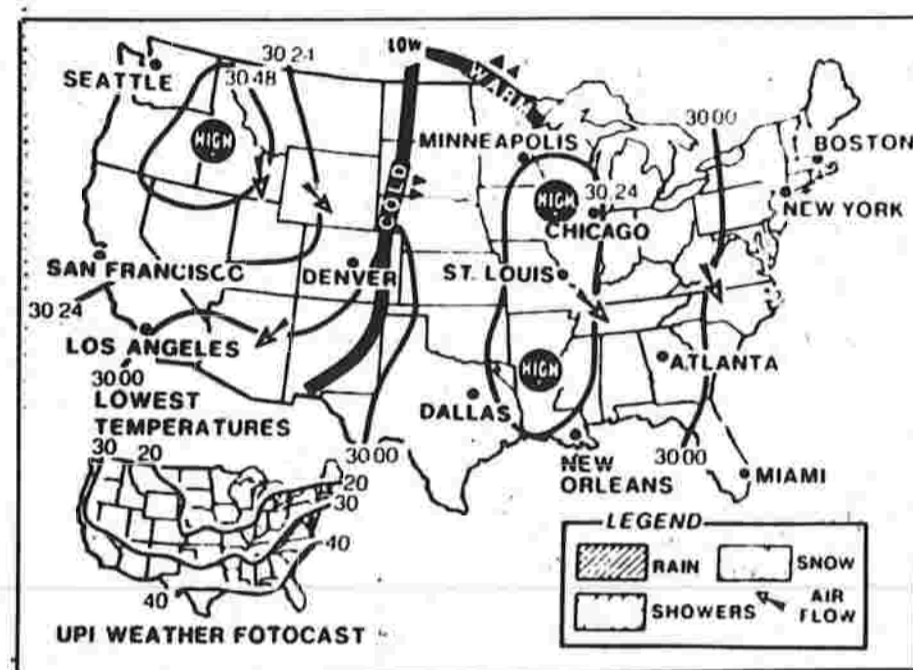 LOW
30.24
30.48
SEATTLE
WARM
HIGH
30.00
MINNEAPOLIS
BOSTON
COLD
HIGH
30.24
NEW YORK
CHICAGO
SAN FRANCISCO
DENVER
ST. LOUIS
30.24
LOS ANGELES
HIGH
ATLANTA
30.00
DALLAS
LOWEST
TEMPERATURES
30.00
NEW
ORLEANS
30.00
MIAMI
30
20
20
30
40
40
LEGEND
RAIN
SNOW
SHOWERS
AIR
FLOW
UPI WEATHER FOTOCAST